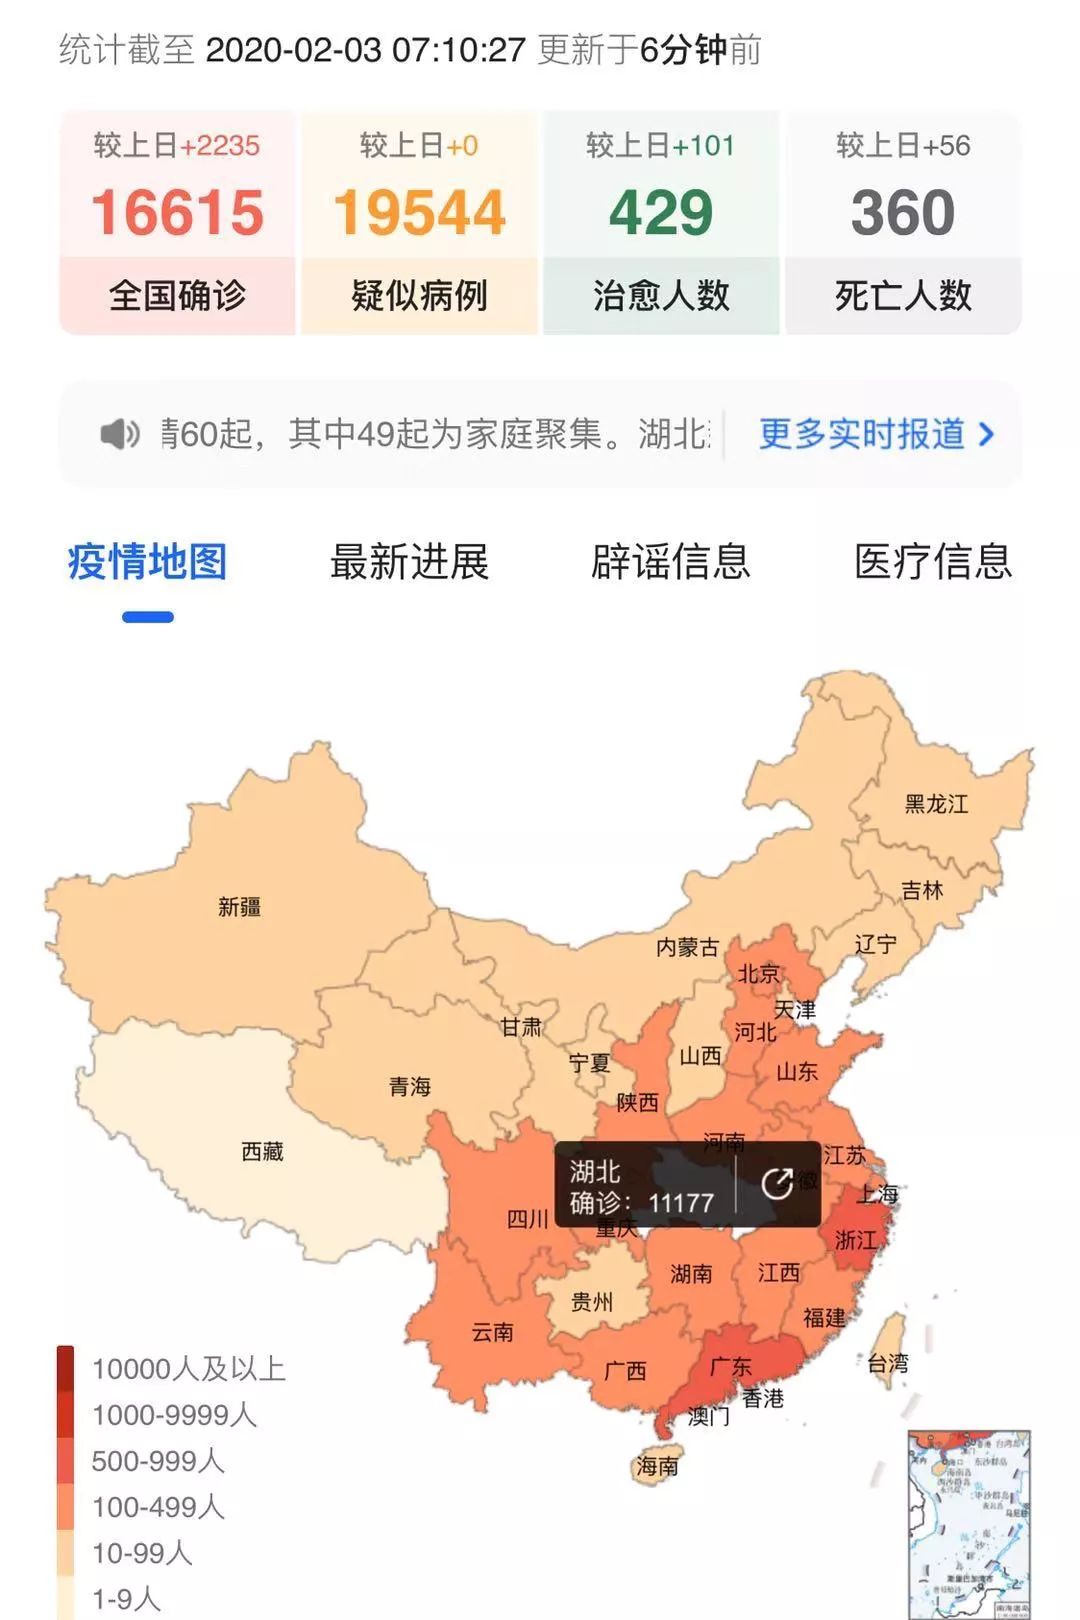 统计截至 2020-02-03 07:10:27 更新于6分钟前
较上日+2235 较上日+0 较上日+101 较上日+56
16615 19544 429 360
全国确诊 疑似病例 治愈人数 死亡人数
60起，其中49起为家庭聚集。湖北 更多实时报道
疫情地图 最新进展 辟谣信息 医疗信息
黑龙江
吉林
新疆
辽宁
内蒙古
北京
天津
甘肃
河北
山西
宁夏
山东
青海
陕西
河南
西藏
江苏
湖北
确诊：11177
上海
四川
重庆
浙江
湖南
江西
贵州
福建
云南
台湾
广西
广东
香港
澳门
海南
10000人及以上
1000-9999人
500-999人
100-499人
10-99人
1-9人
东沙群岛
南海诸岛